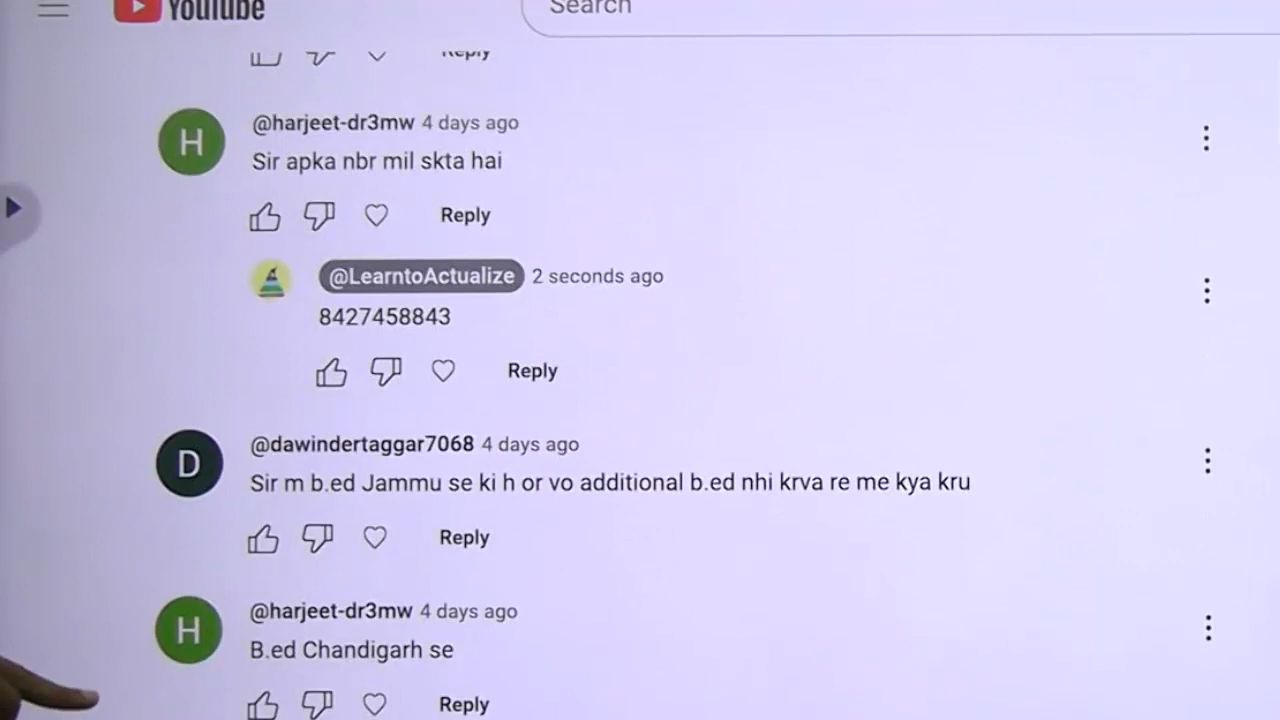 YouTube
Search
Reply
H
@harjeet-dr3mw 4 days ago
Sir apka nbr mil skta hai
Reply
@LearntoActualize 2 seconds ago
8427458843
Reply
D
@dawindertaggar7068 4 days ago
Sir m b.ed Jammu se ki h or vo additional b.ed nhi krva re me kya kru
Reply
H
@harjeet-dr3mw 4 days ago
B.ed Chandigarh se
Reply